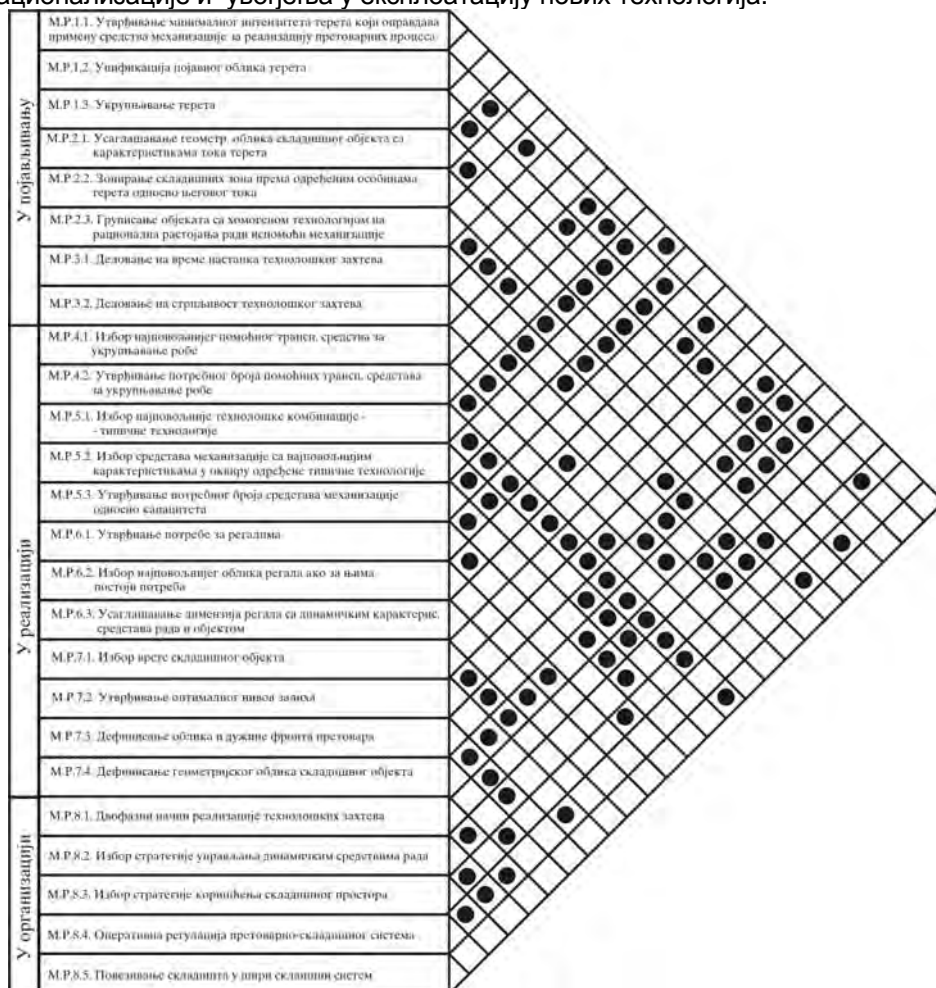 ационализације и увођења у експлоатацију нових технологија.
У појављивању
М.Р.1.1. Утврђивање минималног интензитета терета који оправдава
примену средства механизације за реализацију претоварних процеса
М.Р.1.2. Унификација појавног облика терета
М.Р.1.3. Укрупњавање терета
М.Р.2.1. Усаглашавање геометр. облика складишног објекта са
карактеристикама тока терета
М.Р.2.2. Зонирање складишних зона према одређеним особинама
терета односно његовог тока
М.Р.2.3. Груписање објеката са хомогеном технологијом на
рационална растојања ради испомоћи механизације
М.Р.3.1. Деловање на време настанка технолошког захтева
М.Р.3.2. Деловање на стрпљивост технолошког захтева
У реализацији
М.Р.4.1. Избор најповољнијег помоћног трансп. средства за
укрупњавање робе
М.Р.4.2. Утврђивање потребног броја помоћних трансп. средстава
за укрупњавање робе
М.Р.5.1. Избор најповољније технолошке комбинације -
- типичне технологије
М.Р.5.2. Избор средстава механизације са најповољнијим
карактеристикама у оквиру одређене типичне технологије
М.Р.5.3. Утврђивање потребног броја средстава механизације
односно капацитета
М.Р.6.1. Утврђивање потребе за регалима
М.Р.6.2. Избор најповољнијег облика регала ако за њима
постоји потреба
М.Р.6.3. Усаглашавање димензија регала са динамичким карактерис.
средстава рада и објектом
М.Р.7.1. Избор врсте складишног објекта
М.Р.7.2. Утврђивање оптималног нивоа залиха
М.Р.7.3. Дефинисање облика и дужине фронта претовара
М.Р.7.4. Дефинисање геометријског облика складишног објекта
У организацији
М.Р.8.1. Двофазни начин реализације технолошких захтева
М.Р.8.2. Избор стратегије управљања динамичким средствима рада
М.Р.8.3. Избор стратегије коришћења складишног простора
М.Р.8.4. Оперативна регулација претоварно-складишног система
М.Р.8.5. Повезивање складишта у шири складишни систем